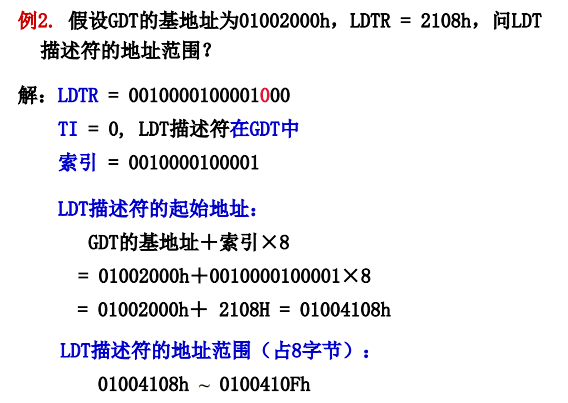 例2. 假设GDT的基地址为01002000h，LDTR = 2108h，问LDT
描述符的地址范围？
解：LDTR = 0010000100001000
TI = 0, LDT描述符在GDT中
索引 = 0010000100001
LDT描述符的起始地址：
GDT的基地址＋索引×8
= 01002000h＋0010000100001×8
= 01002000h＋ 2108H = 01004108h
LDT描述符的地址范围（占8字节）：
01004108h ~ 0100410Fh